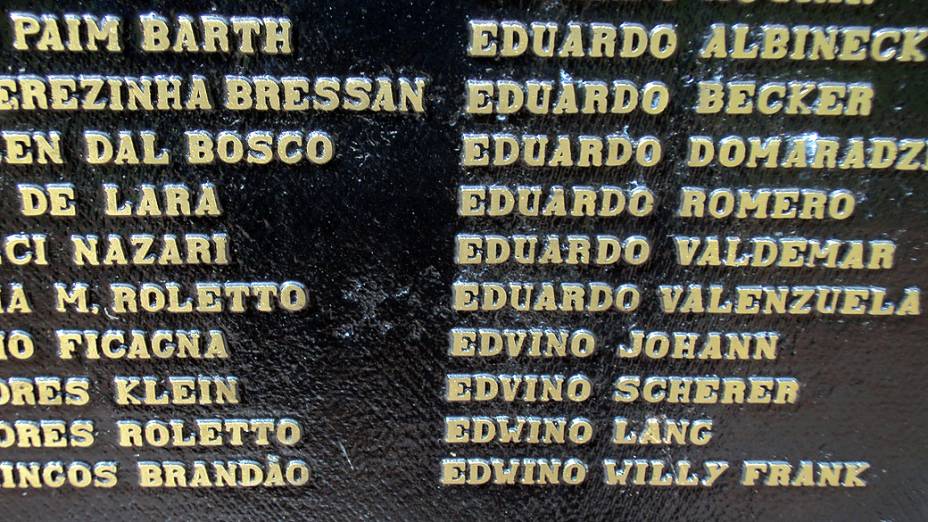 PAIM BARTH
EREZINHA BRESSAN
EN DAL BOSCO
DE LARA
CI NAZARI
A M. ROLETTO
IO FICAGNA
ORES KLEIN
ORES ROLETTO
INGOS BRANDÃO
EDUARDO ALBINECK
EDUARDO BECKER
EDUARDO DOMARADZ
EDUARDO ROMERO
EDUARDO VALDEMAR
EDUARDO VALENZUELA
EDVINO JOHANN
EDVINO SCHERER
EDWINO LANG
EDWINO WILLY FRANK